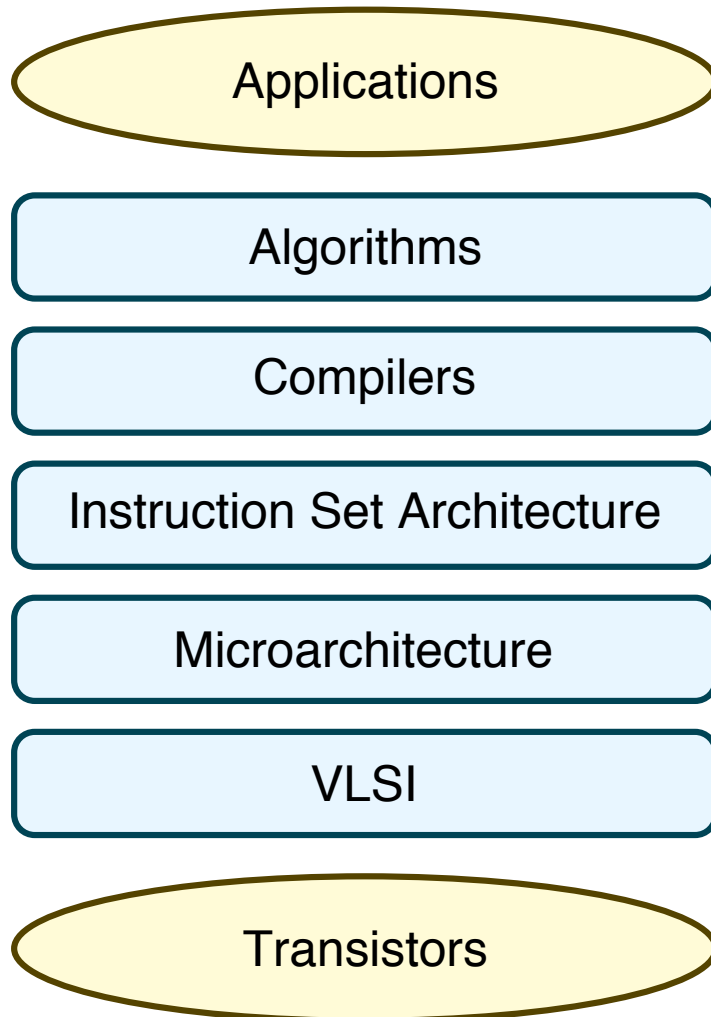 Applications
Algorithms
Compilers
Instruction Set Architecture
Microarchitecture
VLSI
Transistors